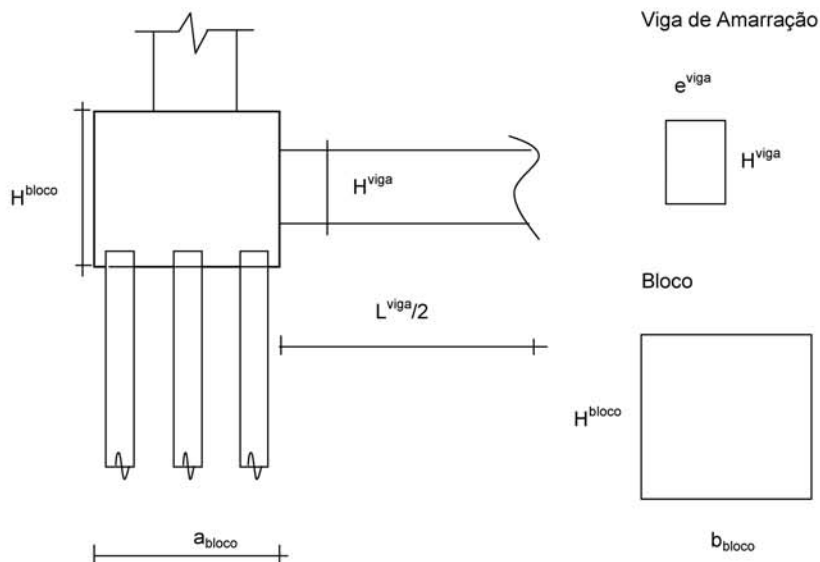 Viga de Amarração
e^viga
H^viga
H^bloco
H^viga
L^viga/2
Bloco
H^bloco
a_bloco
b_bloco